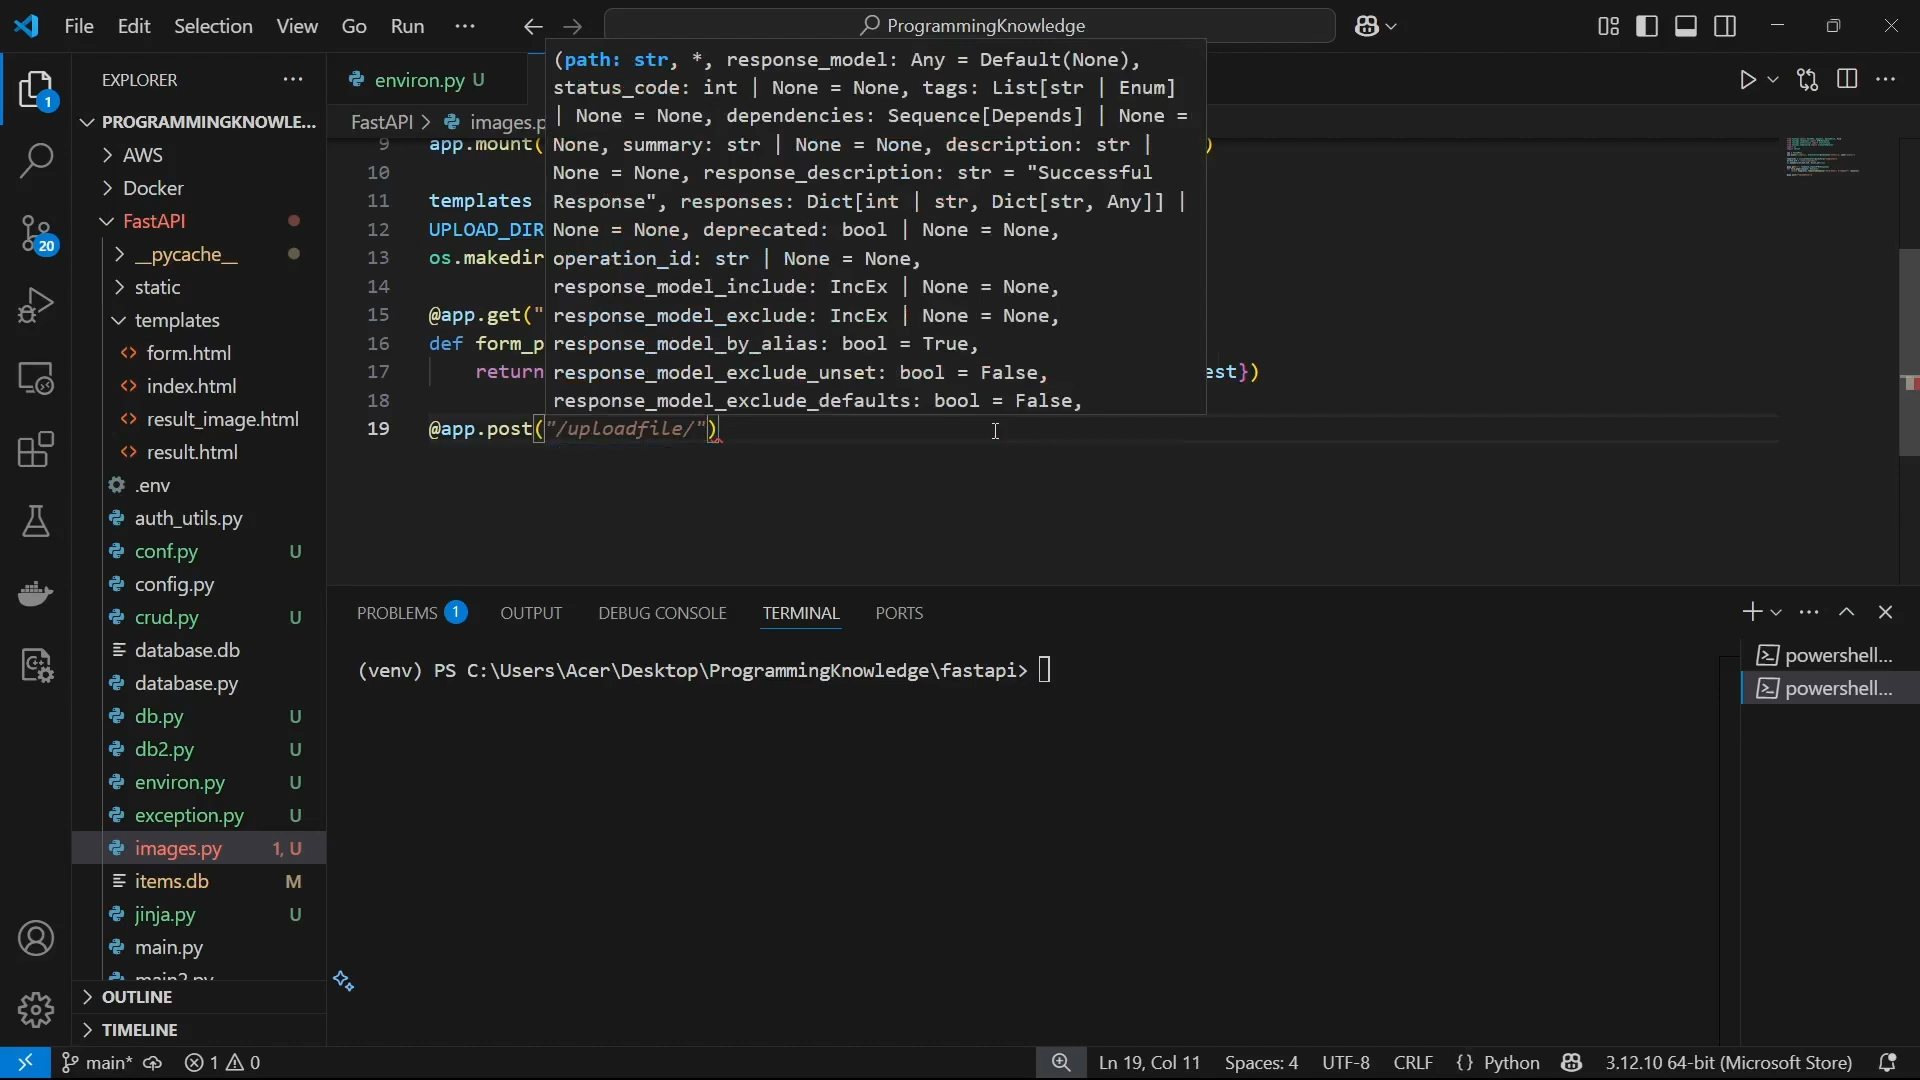 File Edit Selection View Go Run ···
ProgrammingKnowledge
EXPLORER
PROGRAMMINGKNOWLE...
AWS
Docker
FastAPI
__pycache__
static
templates
form.html
index.html
result_image.html
result.html
.env
auth_utils.py
conf.py U
config.py
crud.py U
database.db
database.py
db.py U
db2.py U
environ.py U
exception.py U
images.py 1, U
items.db M
jinja.py U
main.py
main2.py
OUTLINE
TIMELINE
1
20
environ.py U
FastAPI > images.p
(path: str, *, response_model: Any = Default(None),
status_code: int | None = None, tags: List[str | Enum]
| None = None, dependencies: Sequence[Depends] | None =
None, summary: str | None = None, description: str |
None = None, response_description: str = "Successful
Response", responses: Dict[int | str, Dict[str, Any]] |
None = None, deprecated: bool | None = None,
operation_id: str | None = None,
response_model_include: IncEx | None = None,
response_model_exclude: IncEx | None = None,
response_model_by_alias: bool = True,
response_model_exclude_unset: bool = False,
response_model_exclude_defaults: bool = False,
9 app.mount( )
10
11 templates
12 UPLOAD_DIR
13 os.makedir
14
15 @app.get("
16 def form_p
17 return est})
18
19 @app.post("/uploadfile/")
PROBLEMS 1 OUTPUT DEBUG CONSOLE TERMINAL PORTS
(venv) PS C:\Users\Acer\Desktop\ProgrammingKnowledge\fastapi>
powershell...
powershell...
main* 1 0 Ln 19, Col 11 Spaces: 4 UTF-8 CRLF {} Python 3.12.10 64-bit (Microsoft Store)